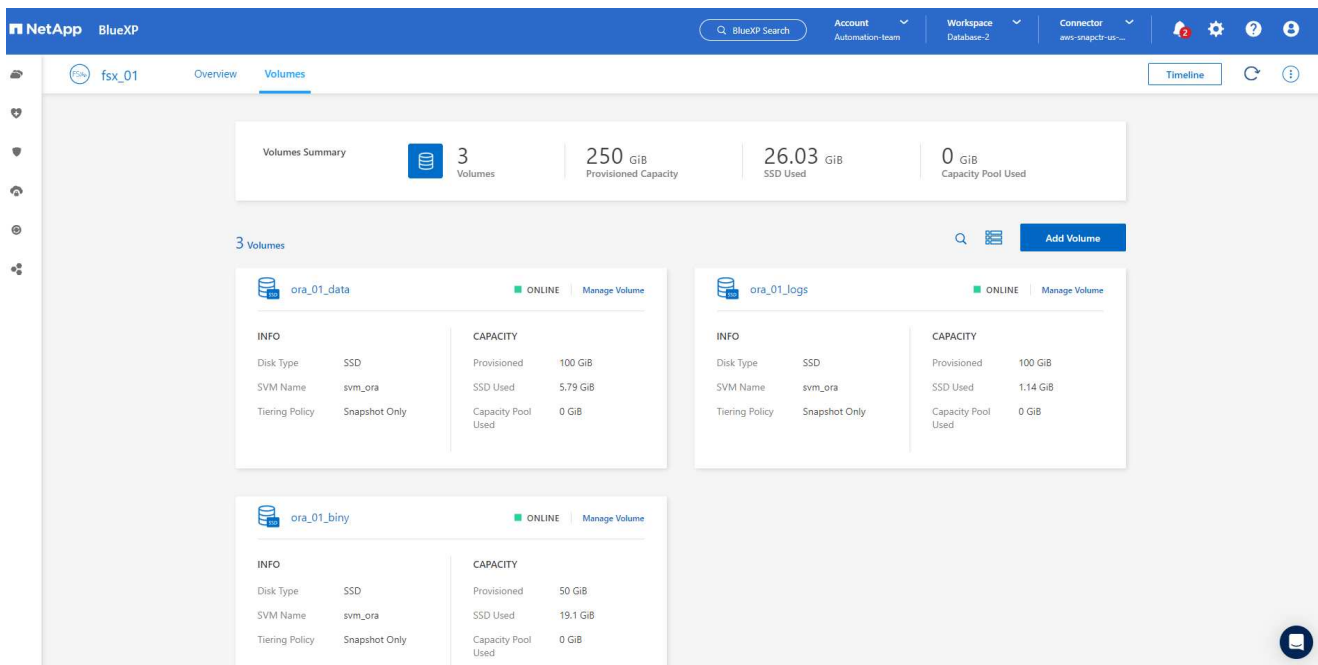 NetApp BlueXP
BlueXP Search
Account
Automation-team
Workspace
Database-2
Connector
aws-snapctr-us-...
2
FSxN fsx_01
Overview
Volumes
Timeline
Volumes Summary
3
Volumes
250 GiB
Provisioned Capacity
26.03 GiB
SSD Used
0 GiB
Capacity Pool Used
3 Volumes
Add Volume
SSD
ora_01_data
ONLINE
Manage Volume
INFO
Disk Type SSD
SVM Name svm_ora
Tiering Policy Snapshot Only
CAPACITY
Provisioned 100 GiB
SSD Used 5.79 GiB
Capacity Pool Used 0 GiB
SSD
ora_01_logs
ONLINE
Manage Volume
INFO
Disk Type SSD
SVM Name svm_ora
Tiering Policy Snapshot Only
CAPACITY
Provisioned 100 GiB
SSD Used 1.14 GiB
Capacity Pool Used 0 GiB
SSD
ora_01_biny
ONLINE
Manage Volume
INFO
Disk Type SSD
SVM Name svm_ora
Tiering Policy Snapshot Only
CAPACITY
Provisioned 50 GiB
SSD Used 19.1 GiB
Capacity Pool Used 0 GiB